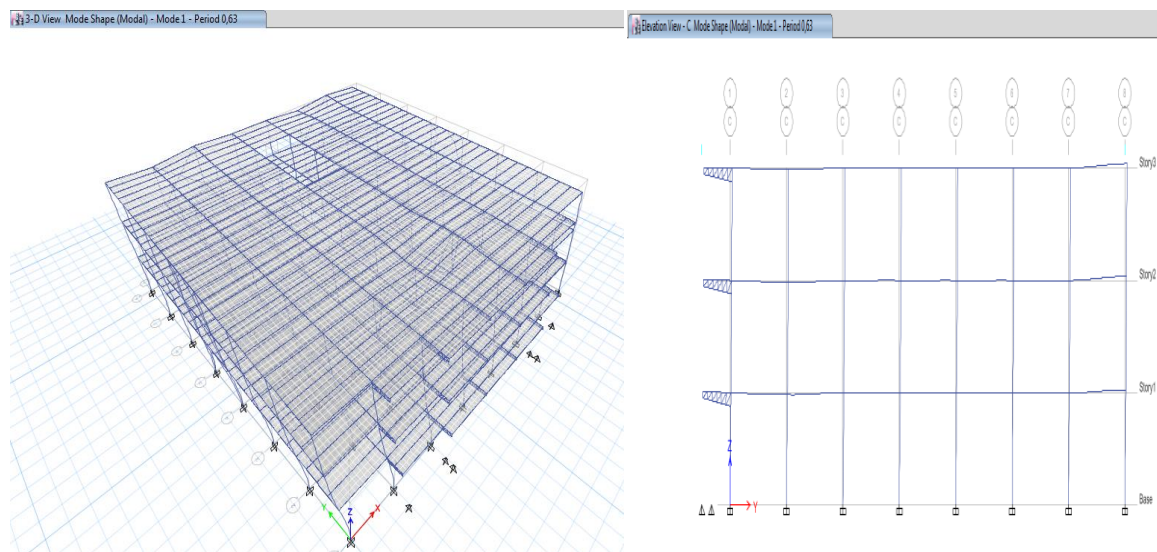 3-D View Mode Shape (Modal) - Mode 1 - Period 0,63
Elevation View - C Mode Shape (Modal) - Mode 1 - Period 0,63
1 2 3 4 5 6 7 8
C C C C C C C C
Story3
Story2
Story1
Z
Base
Y
Y Z X